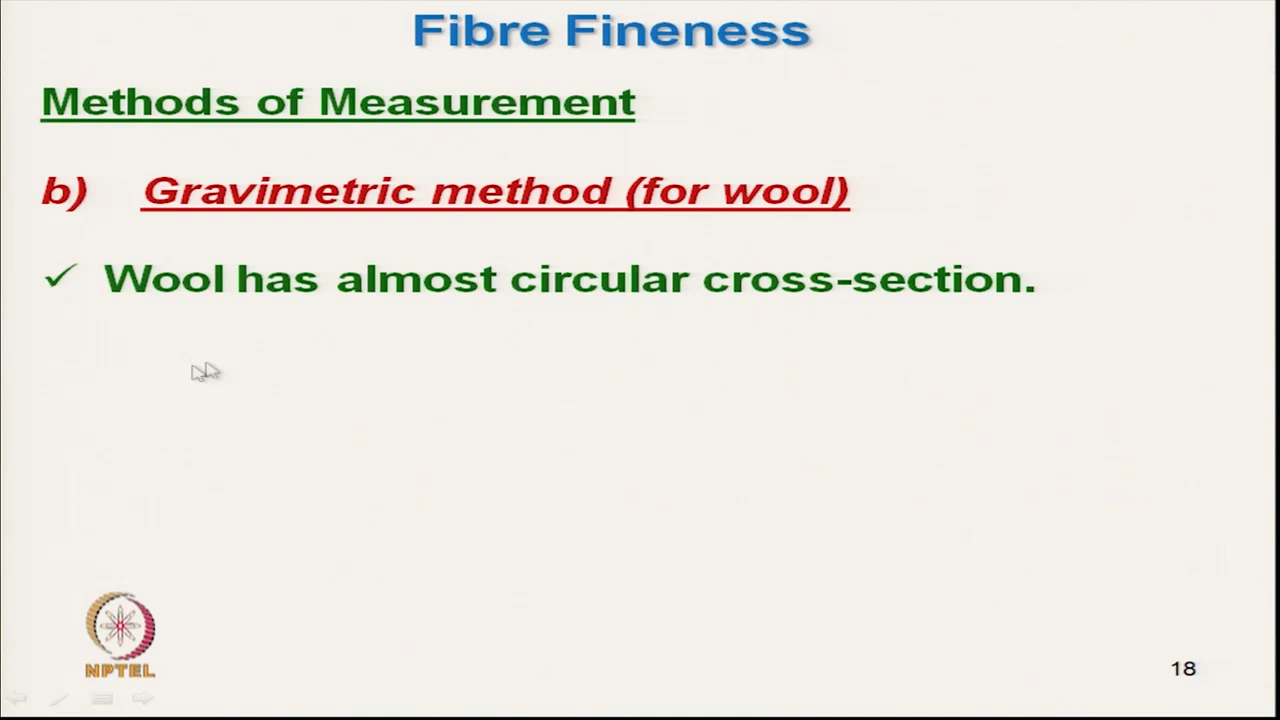 Fibre Fineness
Methods of Measurement
b) Gravimetric method (for wool)
✓ Wool has almost circular cross-section.
NPTEL
18